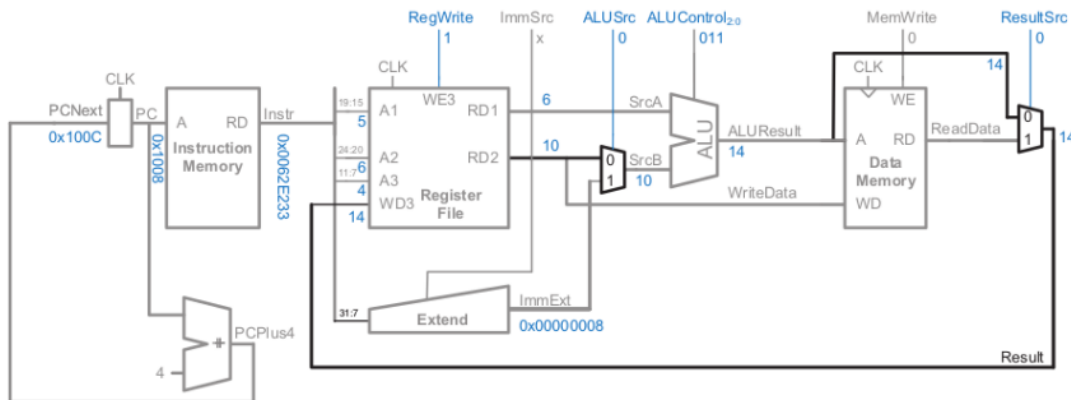 RegWrite ImmSrc ALUSrc ALUControl2:0 MemWrite ResultSrc
1 x 0 011 0 0
CLK CLK CLK
PCNext PC Instr
0x100C 0x1008 0x0062E233
A RD
Instruction
Memory
19:15 A1 WE3 RD1 6 SrcA
5
24:20 A2 RD2 10 0 SrcB
6
11:7 A3 1 10
4
WD3 Register
14 File
ALU ALUResult
14
WE 14
A RD ReadData 0
1 14
Data
Memory
WriteData WD
31:7 Extend ImmExt
0x00000008
PCPlus4
+
4
Result